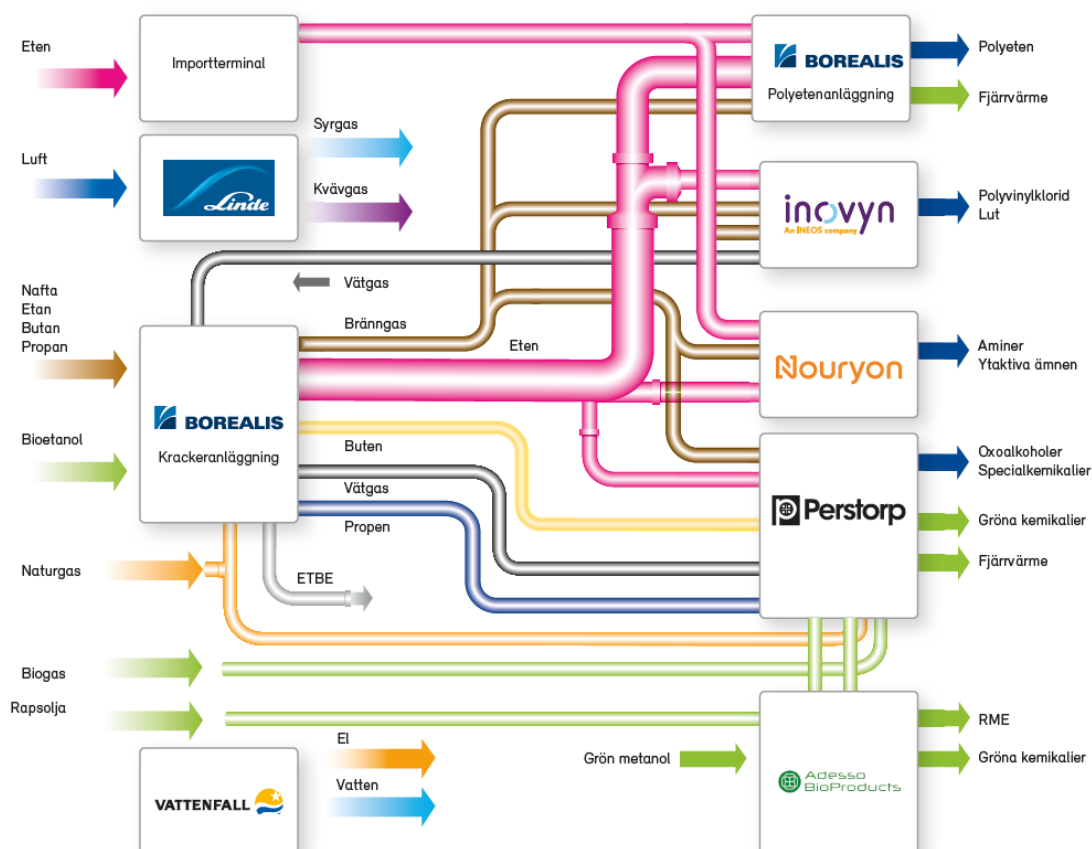 Eten
Importterminal
BOREALIS
Polyetenanläggning
Polyeten
Fjärrvärme
Luft
Linde
Syrgas
Kvävgas
inovyn
An INEOS company
Polyvinylklorid
Lut
Vätgas
Nafta
Etan
Butan
Propan
Bränngas
Eten
Nouryon
Aminer
Ytaktiva ämnen
Bioetanol
BOREALIS
Krackeranläggning
Buten
Vätgas
Propen
Perstorp
Oxoalkoholer
Specialkemikalier
Gröna kemikalier
Fjärrvärme
Naturgas
ETBE
Biogas
Rapsolja
El
Vatten
VATTENFALL
Grön metanol
Adesso
BioProducts
RME
Gröna kemikalier